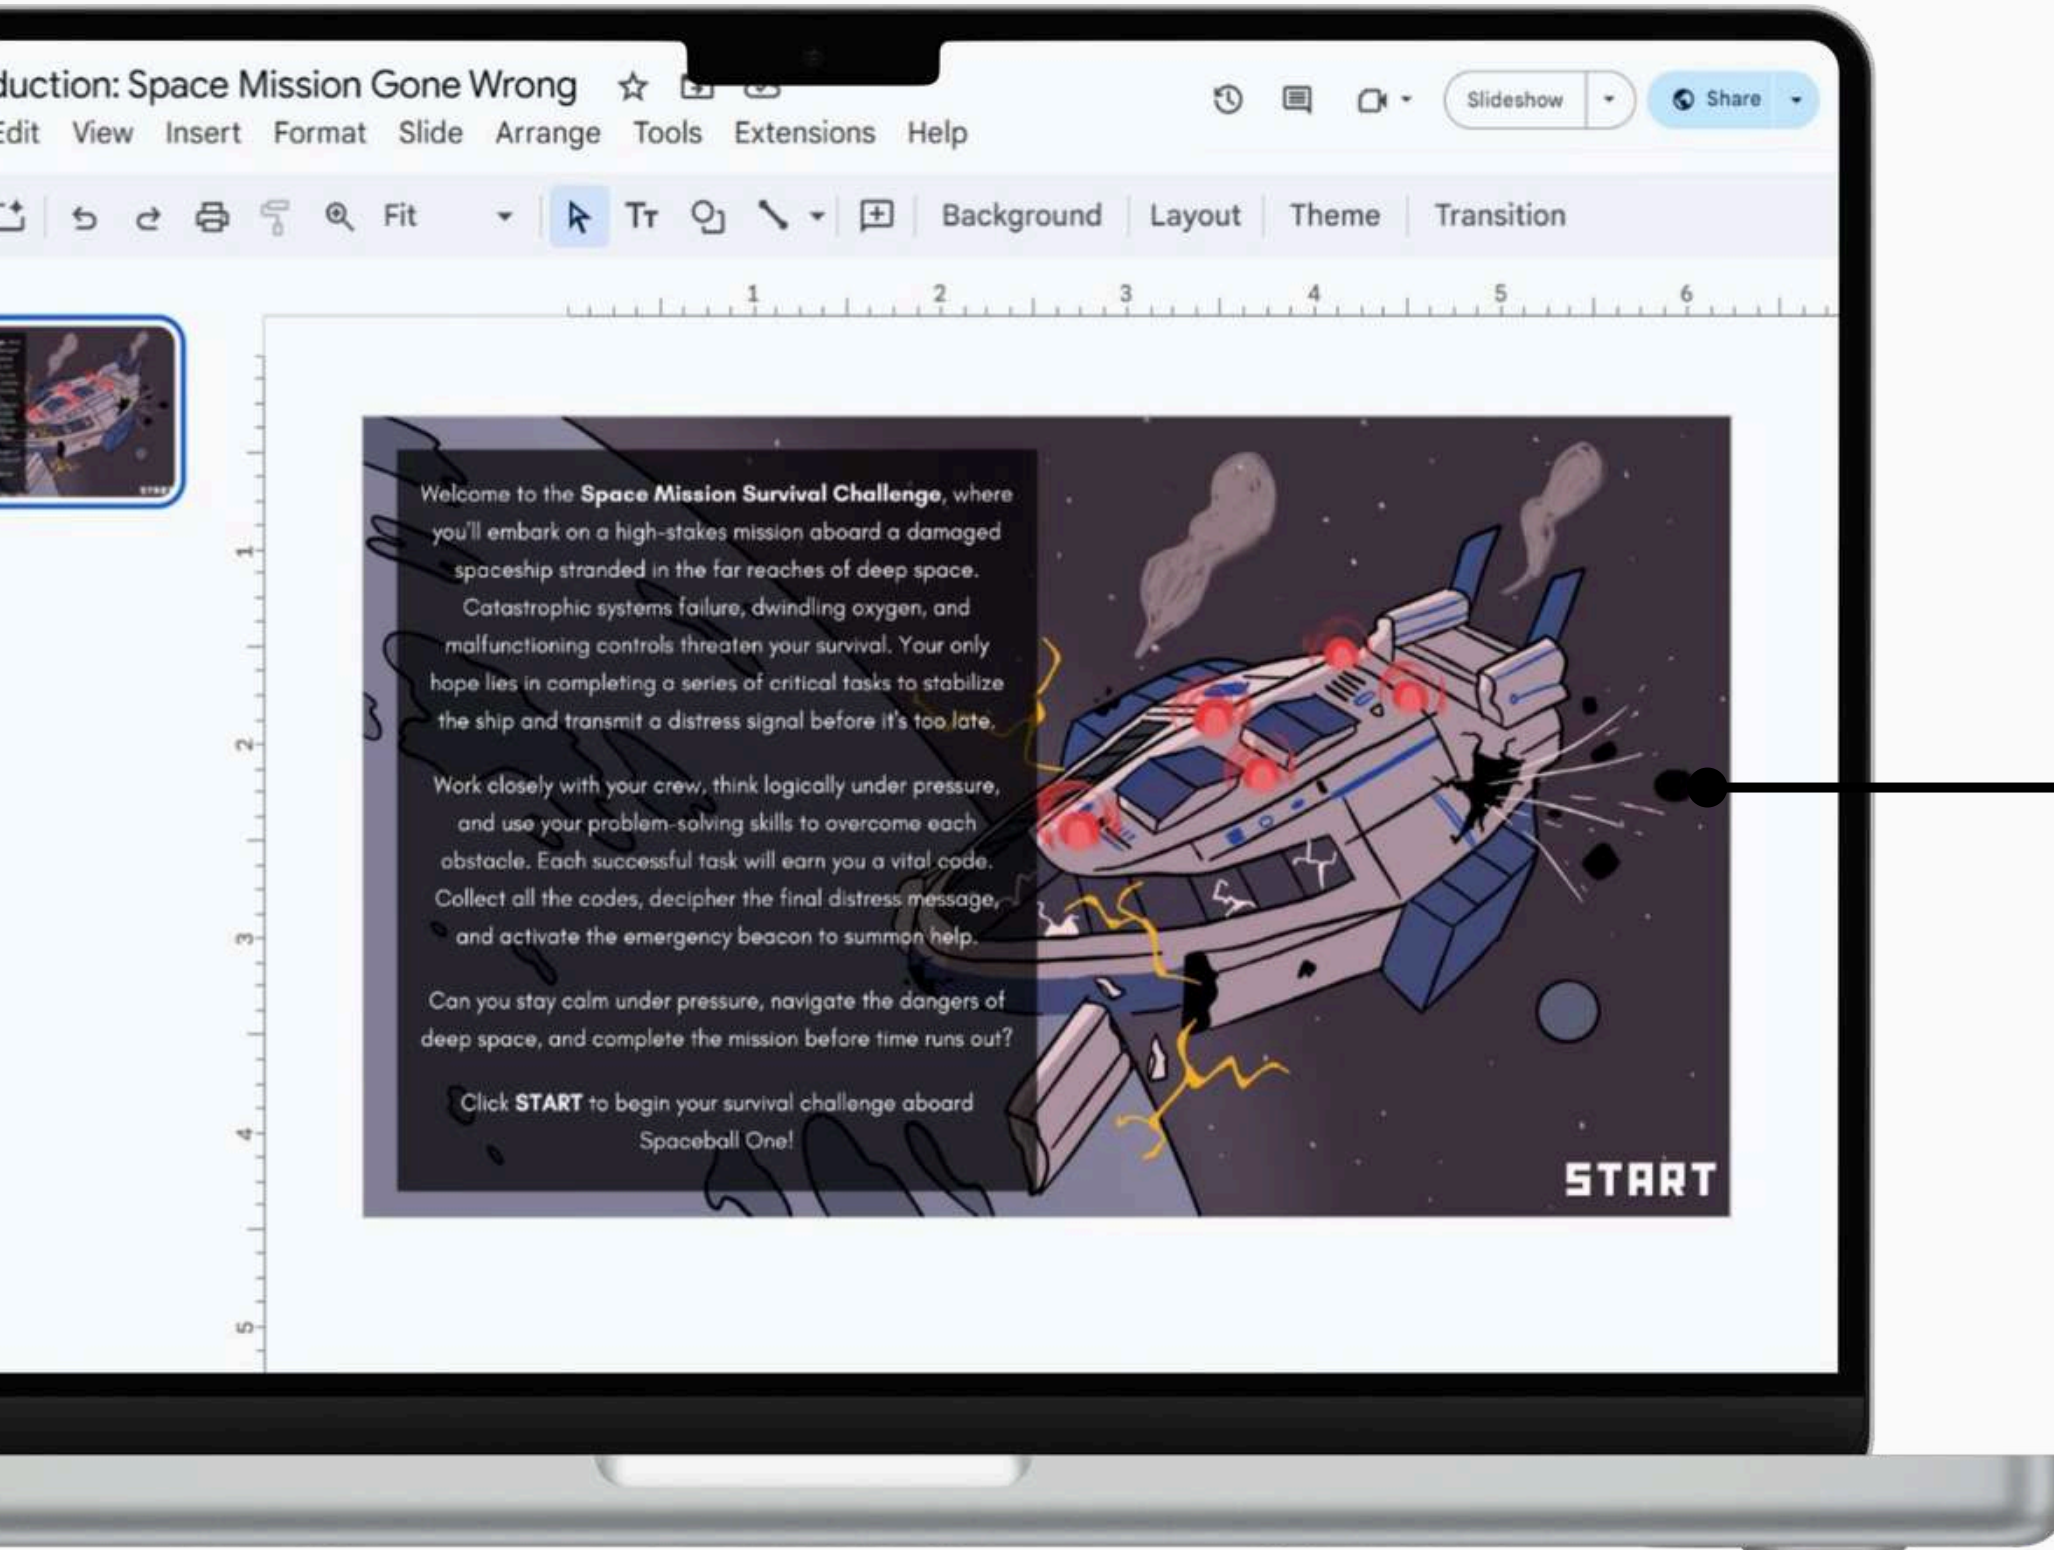 duction: Space Mission Gone Wrong
Edit View Insert Format Slide Arrange Tools Extensions Help
Slideshow
Share
Fit
Background Layout Theme Transition
1 2 3 4 5 6
1
2
3
4
5
Welcome to the Space Mission Survival Challenge, where
you'll embark on a high-stakes mission aboard a damaged
spaceship stranded in the far reaches of deep space.
Catastrophic systems failure, dwindling oxygen, and
malfunctioning controls threaten your survival. Your only
hope lies in completing a series of critical tasks to stabilize
the ship and transmit a distress signal before it's too late.
Work closely with your crew, think logically under pressure,
and use your problem-solving skills to overcome each
obstacle. Each successful task will earn you a vital code.
Collect all the codes, decipher the final distress message,
and activate the emergency beacon to summon help.
Can you stay calm under pressure, navigate the dangers of
deep space, and complete the mission before time runs out?
Click START to begin your survival challenge aboard
Spaceball One!
START